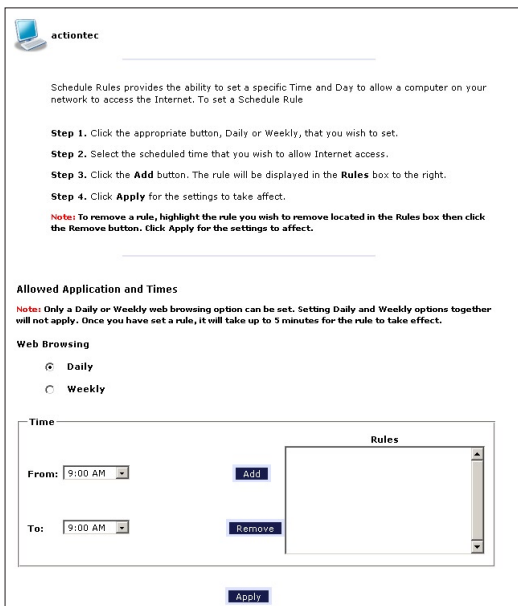 actiontec
Schedule Rules provides the ability to set a specific Time and Day to allow a computer on your
network to access the Internet. To set a Schedule Rule
Step 1. Click the appropriate button, Daily or Weekly, that you wish to set.
Step 2. Select the scheduled time that you wish to allow Internet access.
Step 3. Click the Add button. The rule will be displayed in the Rules box to the right.
Step 4. Click Apply for the settings to take affect.
Note: To remove a rule, highlight the rule you wish to remove located in the Rules box then click
the Remove button. Click Apply for the settings to affect.
Allowed Application and Times
Note: Only a Daily or Weekly web browsing option can be set. Setting Daily and Weekly options together
will not apply. Once you have set a rule, it will take up to 5 minutes for the rule to take effect.
Web Browsing
Daily
Weekly
Time
Rules
From: 9:00 AM Add
To: 9:00 AM Remove
Apply